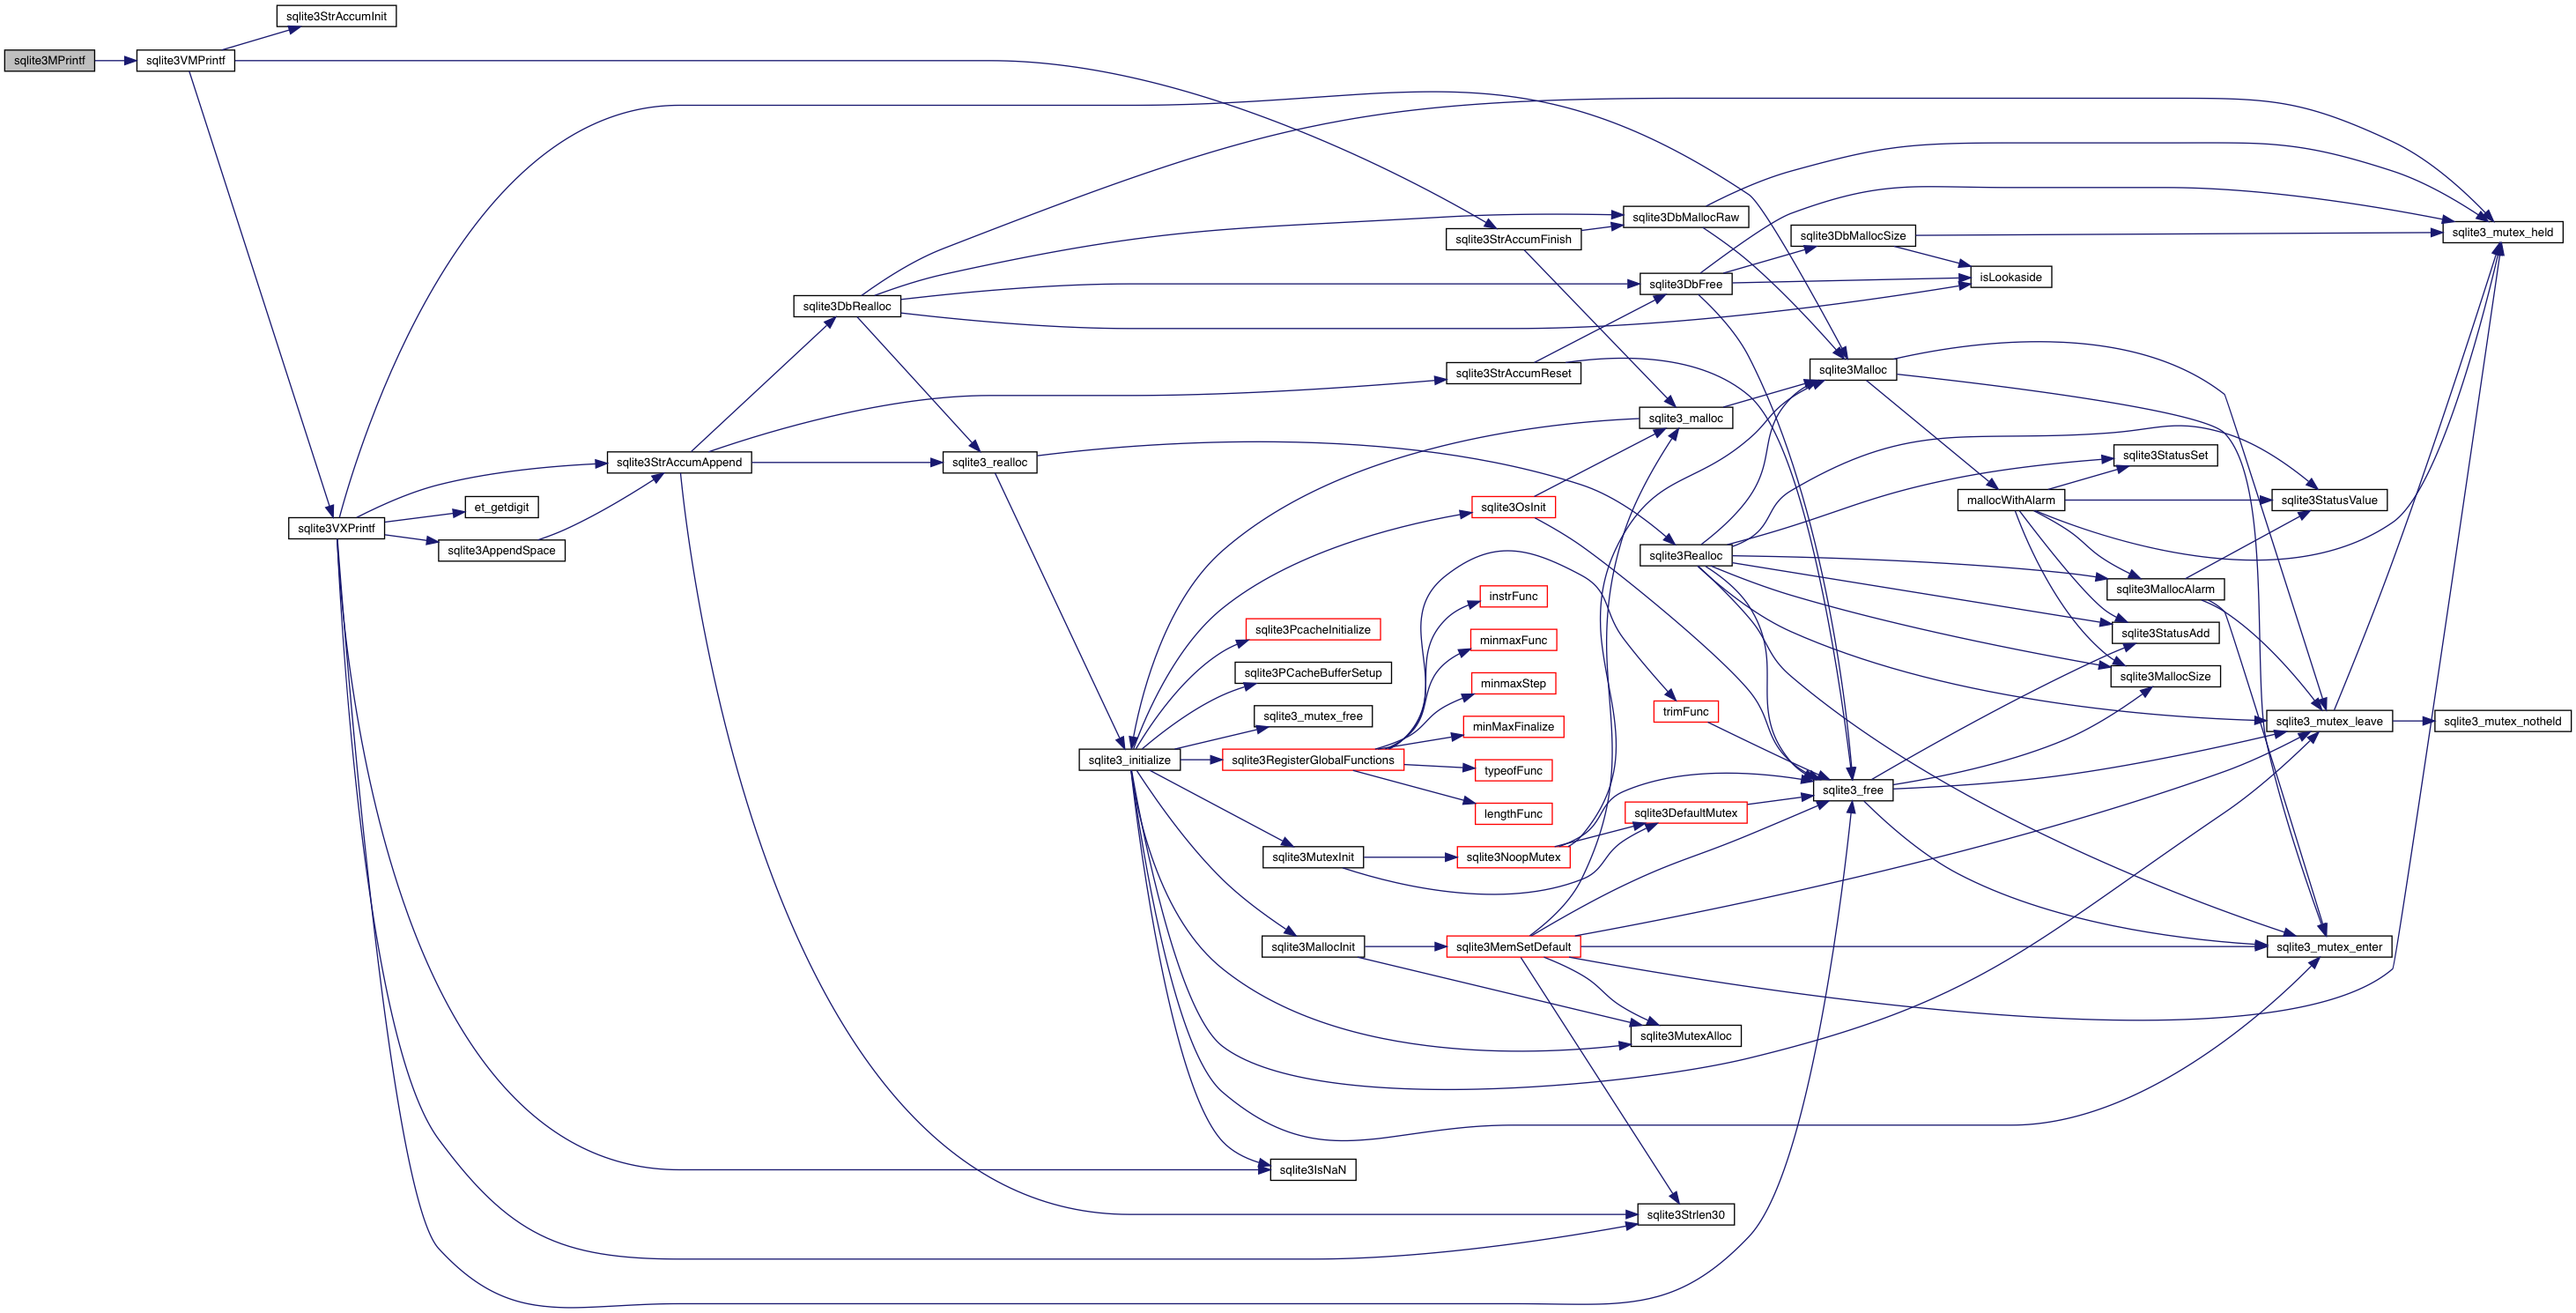 sqlite3StrAccumInit
sqlite3MPrintf
sqlite3VMPrintf
sqlite3DbMallocRaw
sqlite3_mutex_held
sqlite3StrAccumFinish
sqlite3DbMallocSize
isLookaside
sqlite3DbFree
sqlite3DbRealloc
sqlite3Malloc
sqlite3StrAccumReset
sqlite3_malloc
sqlite3StatusSet
sqlite3StrAccumAppend
sqlite3_realloc
mallocWithAlarm
sqlite3StatusValue
et_getdigit
sqlite3OsInit
sqlite3VXPrintf
sqlite3AppendSpace
sqlite3Realloc
sqlite3MallocAlarm
instrFunc
sqlite3PcacheInitialize
sqlite3StatusAdd
minmaxFunc
sqlite3PCacheBufferSetup
sqlite3MallocSize
minmaxStep
trimFunc
sqlite3_mutex_free
sqlite3_mutex_leave
sqlite3_mutex_notheld
minMaxFinalize
sqlite3_initialize
sqlite3RegisterGlobalFunctions
typeofFunc
sqlite3_free
lengthFunc
sqlite3DefaultMutex
sqlite3MutexInit
sqlite3NoopMutex
sqlite3MallocInit
sqlite3MemSetDefault
sqlite3_mutex_enter
sqlite3MutexAlloc
sqlite3IsNaN
sqlite3Strlen30